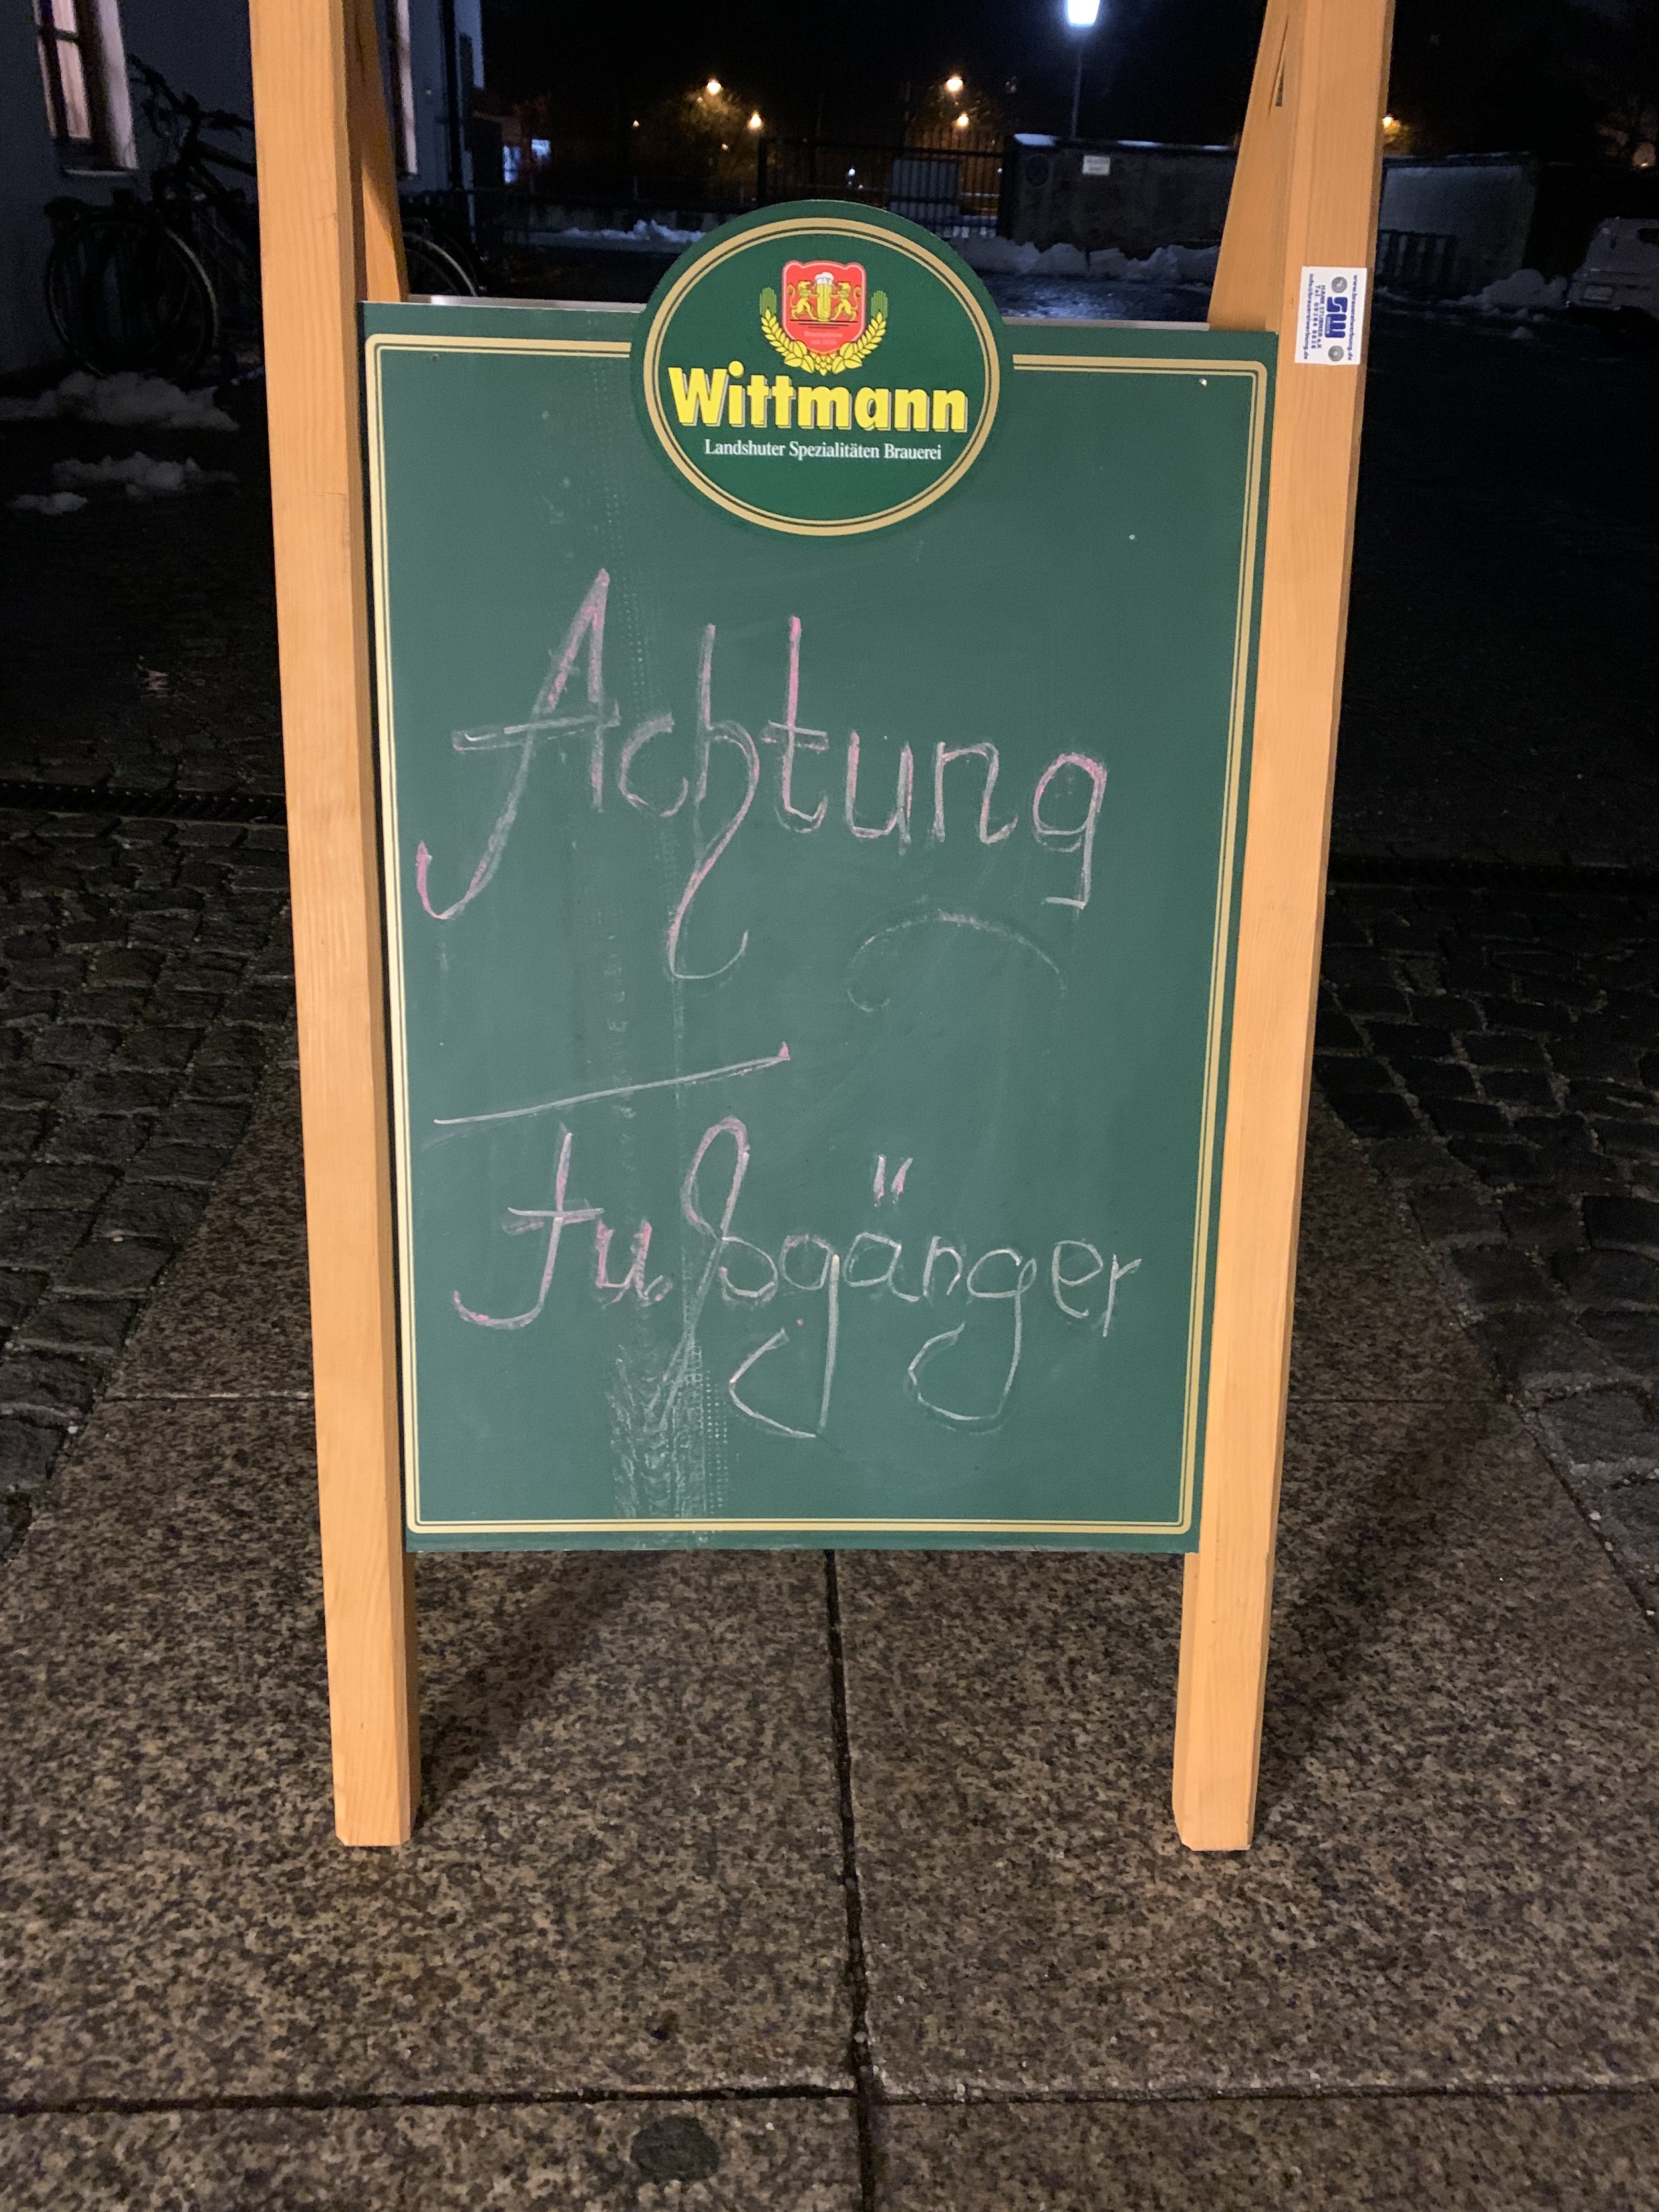 Wittmann
Landshuter Spezialitäten Brauerei
Achtung
Fußgänger